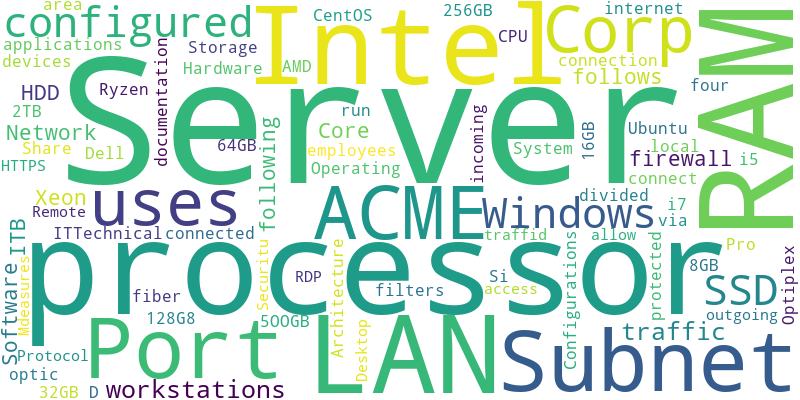 area
configured
applications
devices
CentOS
Storage
Hardware
AMD
Intel
256GB
CPU
internet
Corp
connection
follows
four
RAM
HDD
Ryzen
2TB
Network
Share
Dell
HTTPS
documentation
Server
64GB
following
run
Core
employees
Operating
incoming
System
16GB
Ubuntu
local
firewall
i5
connect
Xeon
Remote
uses
ACME
Windows
divided
i7
via
ITTechnical
connected
ITB
Software
Mdeasures
processor
fiber
Securitu
RDP
Architecture
filters
traffid
Si
access
allow
Configurations
protected
Pro
8GB
SSD
outgoing
Optiplex
Port
128G8
500GB
Desktop
LAN
Subnet
traffic
Protocol
optic
32GB
D
workstations